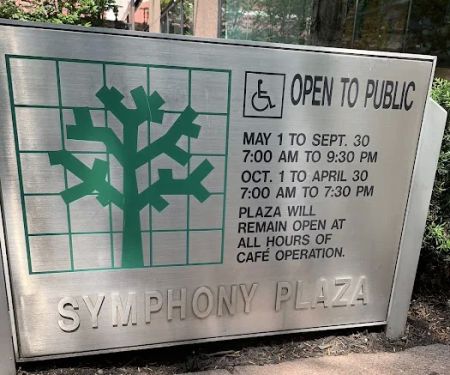 OPEN TO PUBLIC
MAY 1 TO SEPT. 30
7:00 AM TO 9:30 PM
OCT. 1 TO APRIL 30
7:00 AM TO 7:30 PM
PLAZA WILL
REMAIN OPEN AT
ALL HOURS OF
CAFÉ OPERATION.
SYMPHONY PLAZA